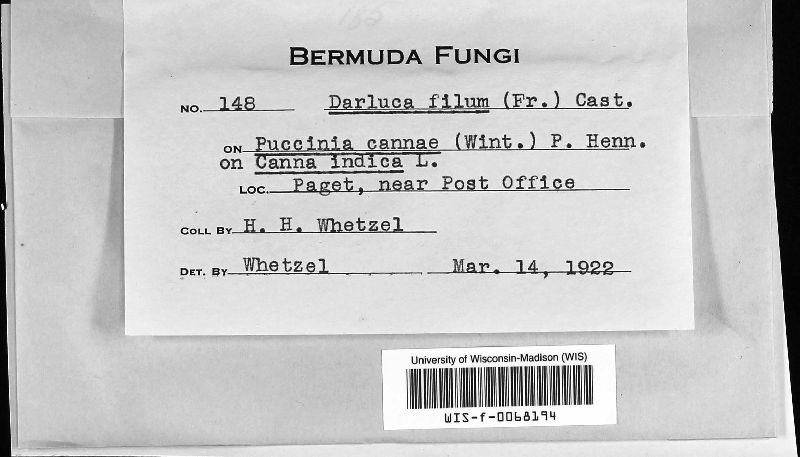 BERMUDA FUNGI
NO. 148 Darluca filum (Fr.) Cast.
ON Puccinia cannae (Wint.) P. Henn.
on Canna indica L.
LOC. Paget, near Post Office
COLL BY H. H. Whetzel
DET. BY Whetzel Mar. 14, 1922
University of Wisconsin-Madison (WIS)
WIS-f-0068194